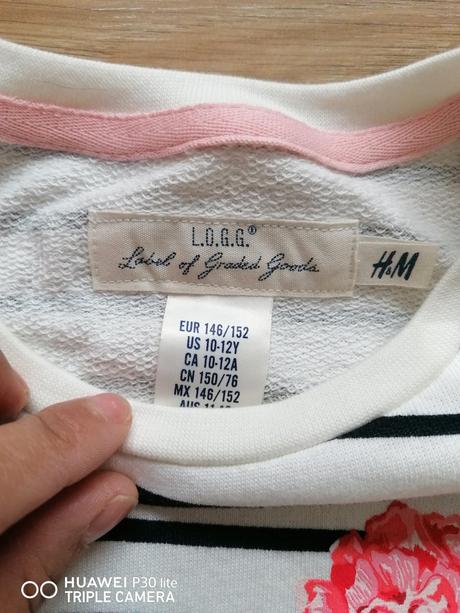 L.O.G.G.®
Label of Graded Goods
H&M
EUR 146/152
US 10-12Y
CA 10-12A
CN 150/76
MX 146/152
HUAWEI P30 lite
TRIPLE CAMERA